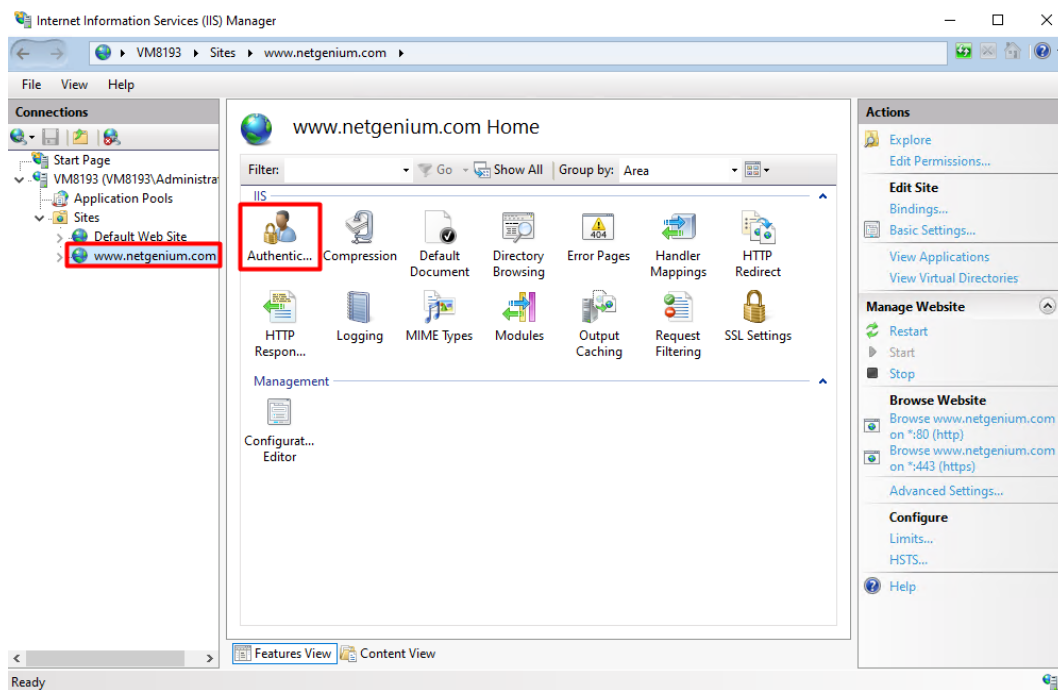 Internet Information Services (IIS) Manager
VM8193 Sites www.netgenium.com
File View Help
Connections
Start Page
VM8193 (VM8193\Administra
Application Pools
Sites
Default Web Site
www.netgenium.com
www.netgenium.com Home
Filter: Go Show All Group by: Area
IIS
Authentic...
Compression
Default
Document
Directory
Browsing
Error Pages
Handler
Mappings
HTTP
Redirect
HTTP
Respon...
Logging
MIME Types
Modules
Output
Caching
Request
Filtering
SSL Settings
Management
Configurat...
Editor
Features View Content View
Actions
Explore
Edit Permissions...
Edit Site
Bindings...
Basic Settings...
View Applications
View Virtual Directories
Manage Website
Restart
Start
Stop
Browse Website
Browse www.netgenium.com
on *:80 (http)
Browse www.netgenium.com
on *:443 (https)
Advanced Settings...
Configure
Limits...
HSTS...
Help
Ready